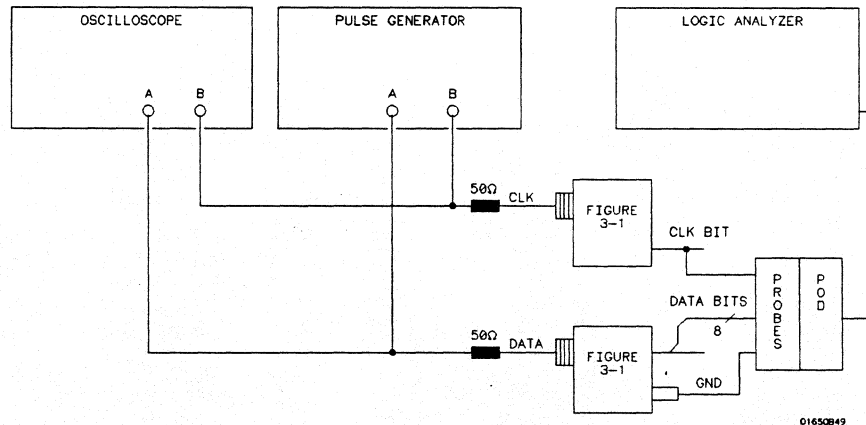 OSCILLOSCOPE
PULSE GENERATOR
LOGIC ANALYZER
A
B
A
B
50Ω
CLK
FIGURE
3-1
CLK BIT
PROBES
POD
DATA BITS
8
50Ω
DATA
FIGURE
3-1
GND
01650B49